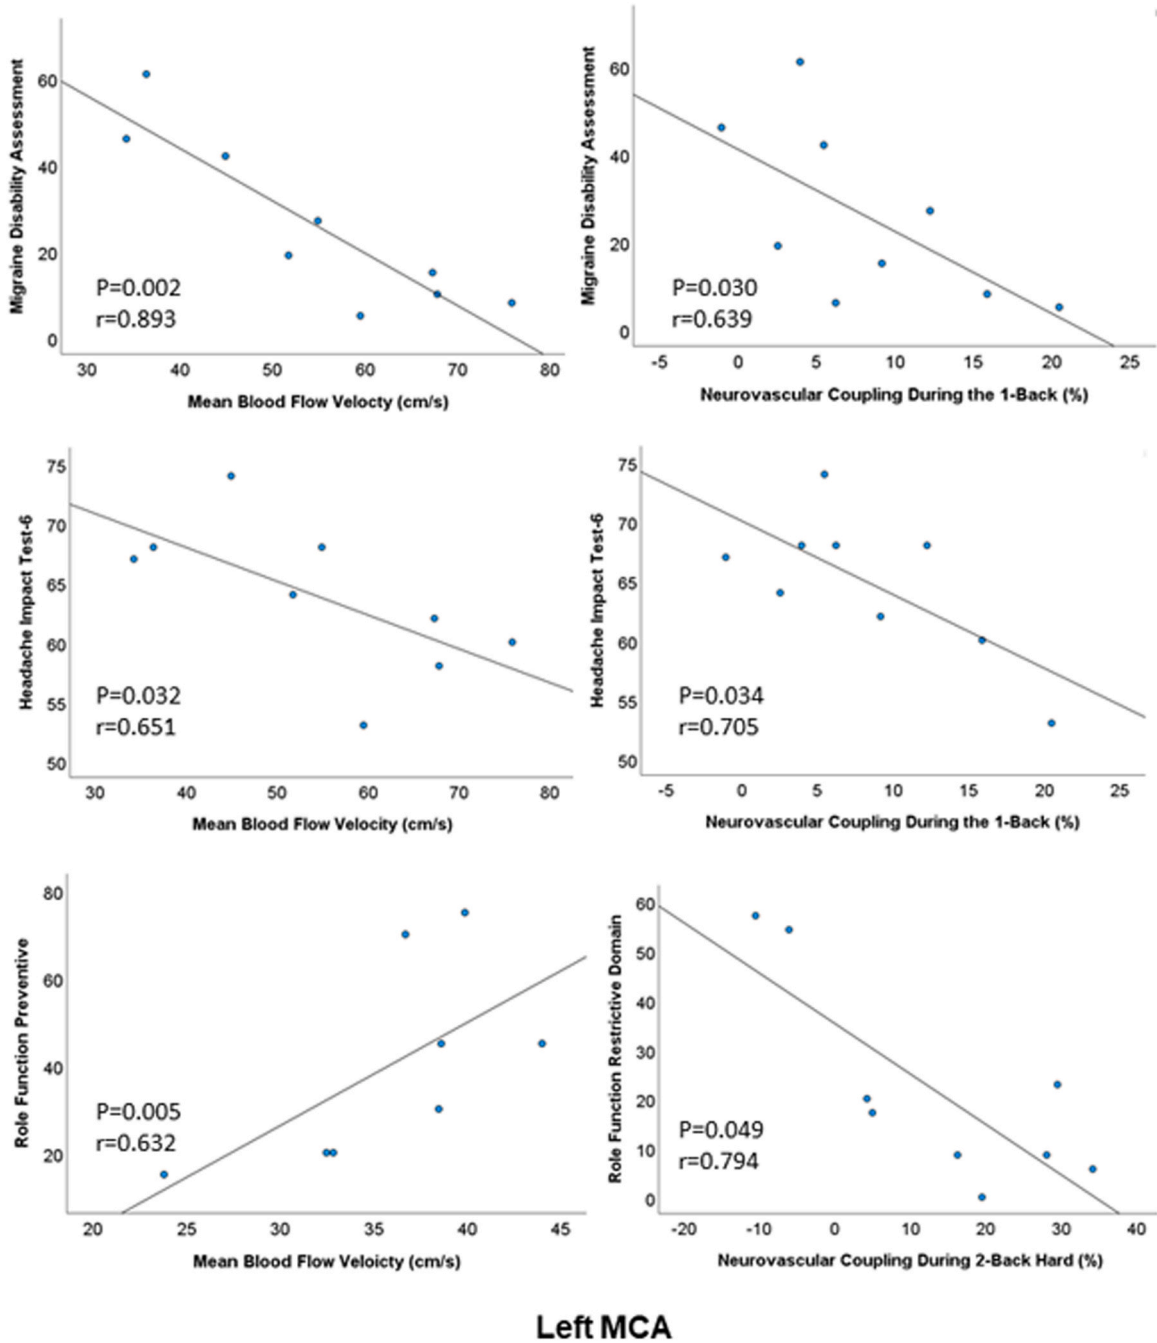 Migraine Disability Assessment
60
40
20
0
P=0.002
r=0.893
30 40 50 60 70 80
Mean Blood Flow Velocty (cm/s)
Migraine Disability Assessment
60
40
20
0
P=0.030
r=0.639
-5 0 5 10 15 20 25
Neurovascular Coupling During the 1-Back (%)
Headache Impact Test-6
75
70
65
60
55
50
P=0.032
r=0.651
30 40 50 60 70 80
Mean Blood Flow Velocity (cm/s)
Headache Impact Test-6
75
70
65
60
55
50
P=0.034
r=0.705
-5 0 5 10 15 20 25
Neurovascular Coupling During the 1-Back (%)
Role Function Preventive
80
60
40
20
P=0.005
r=0.632
20 25 30 35 40 45
Mean Blood Flow Veloicty (cm/s)
Role Function Restrictive Domain
60
50
40
30
20
10
0
P=0.049
r=0.794
-20 -10 0 10 20 30 40
Neurovascular Coupling During 2-Back Hard (%)
Left MCA